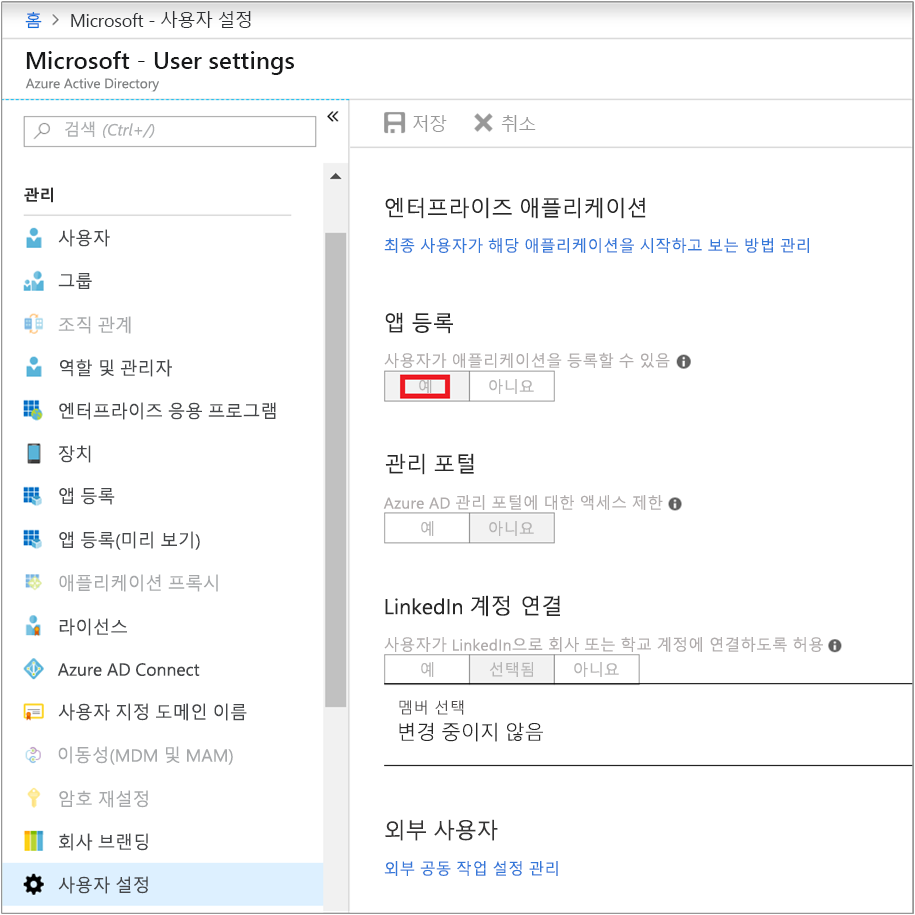 홈 > Microsoft - 사용자 설정
Microsoft - User settings
Azure Active Directory
검색 (Ctrl+/)
«
관리
사용자
그룹
조직 관계
역할 및 관리자
엔터프라이즈 응용 프로그램
장치
앱 등록
앱 등록(미리 보기)
애플리케이션 프록시
라이선스
Azure AD Connect
사용자 지정 도메인 이름
이동성(MDM 및 MAM)
암호 재설정
회사 브랜딩
사용자 설정
저장 취소
엔터프라이즈 애플리케이션
최종 사용자가 해당 애플리케이션을 시작하고 보는 방법 관리
앱 등록
사용자가 애플리케이션을 등록할 수 있음
예 아니요
관리 포털
Azure AD 관리 포털에 대한 액세스 제한
예 아니요
LinkedIn 계정 연결
사용자가 LinkedIn으로 회사 또는 학교 계정에 연결하도록 허용
예 선택됨 아니요
멤버 선택
변경 중이지 않음
외부 사용자
외부 공동 작업 설정 관리